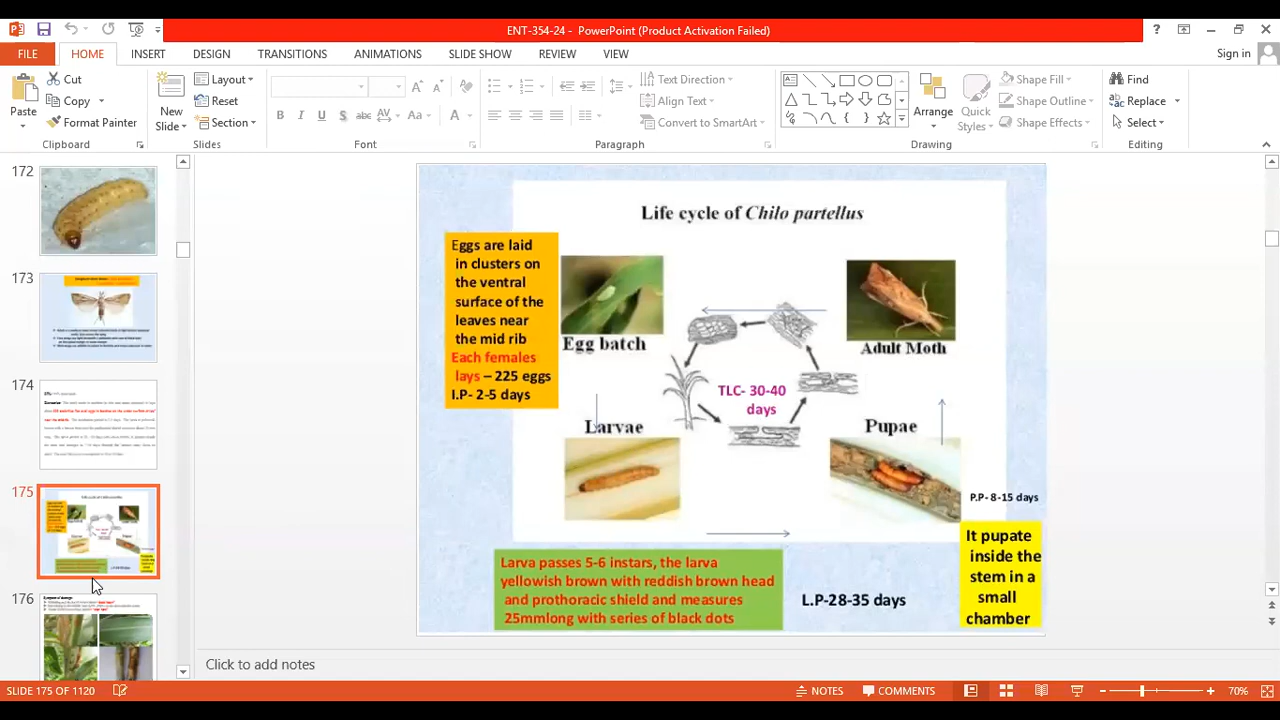 ENT-354-24 - PowerPoint (Product Activation Failed)
?
FILE
HOME
INSERT
DESIGN
TRANSITIONS
ANIMATIONS
SLIDE SHOW
REVIEW
VIEW
Sign in
Paste
Cut
Copy
Format Painter
Clipboard
New
Slide
Layout
Reset
Section
Slides
B I U S abc AV Aa A
Font
Text Direction
Align Text
Convert to SmartArt
Paragraph
Arrange
Quick
Styles
Shape Fill
Shape Outline
Shape Effects
Drawing
Find
Replace
Select
Editing
172
173
174
175
176
Life cycle of Chilo partellus
Eggs are laid
in clusters on
the ventral
surface of the
leaves near
the mid rib
Each females
lays – 225 eggs
I.P- 2-5 days
Egg batch
Adult Moth
TLC- 30-40
days
Larvae
Pupae
P.P- 8-15 days
It pupate
inside the
stem in a
small
chamber
Larva passes 5-6 instars, the larva
yellowish brown with reddish brown head
and prothoracic shield and measures
25mmlong with series of black dots
L.P-28-35 days
Click to add notes
SLIDE 175 OF 1120
NOTES
COMMENTS
70%